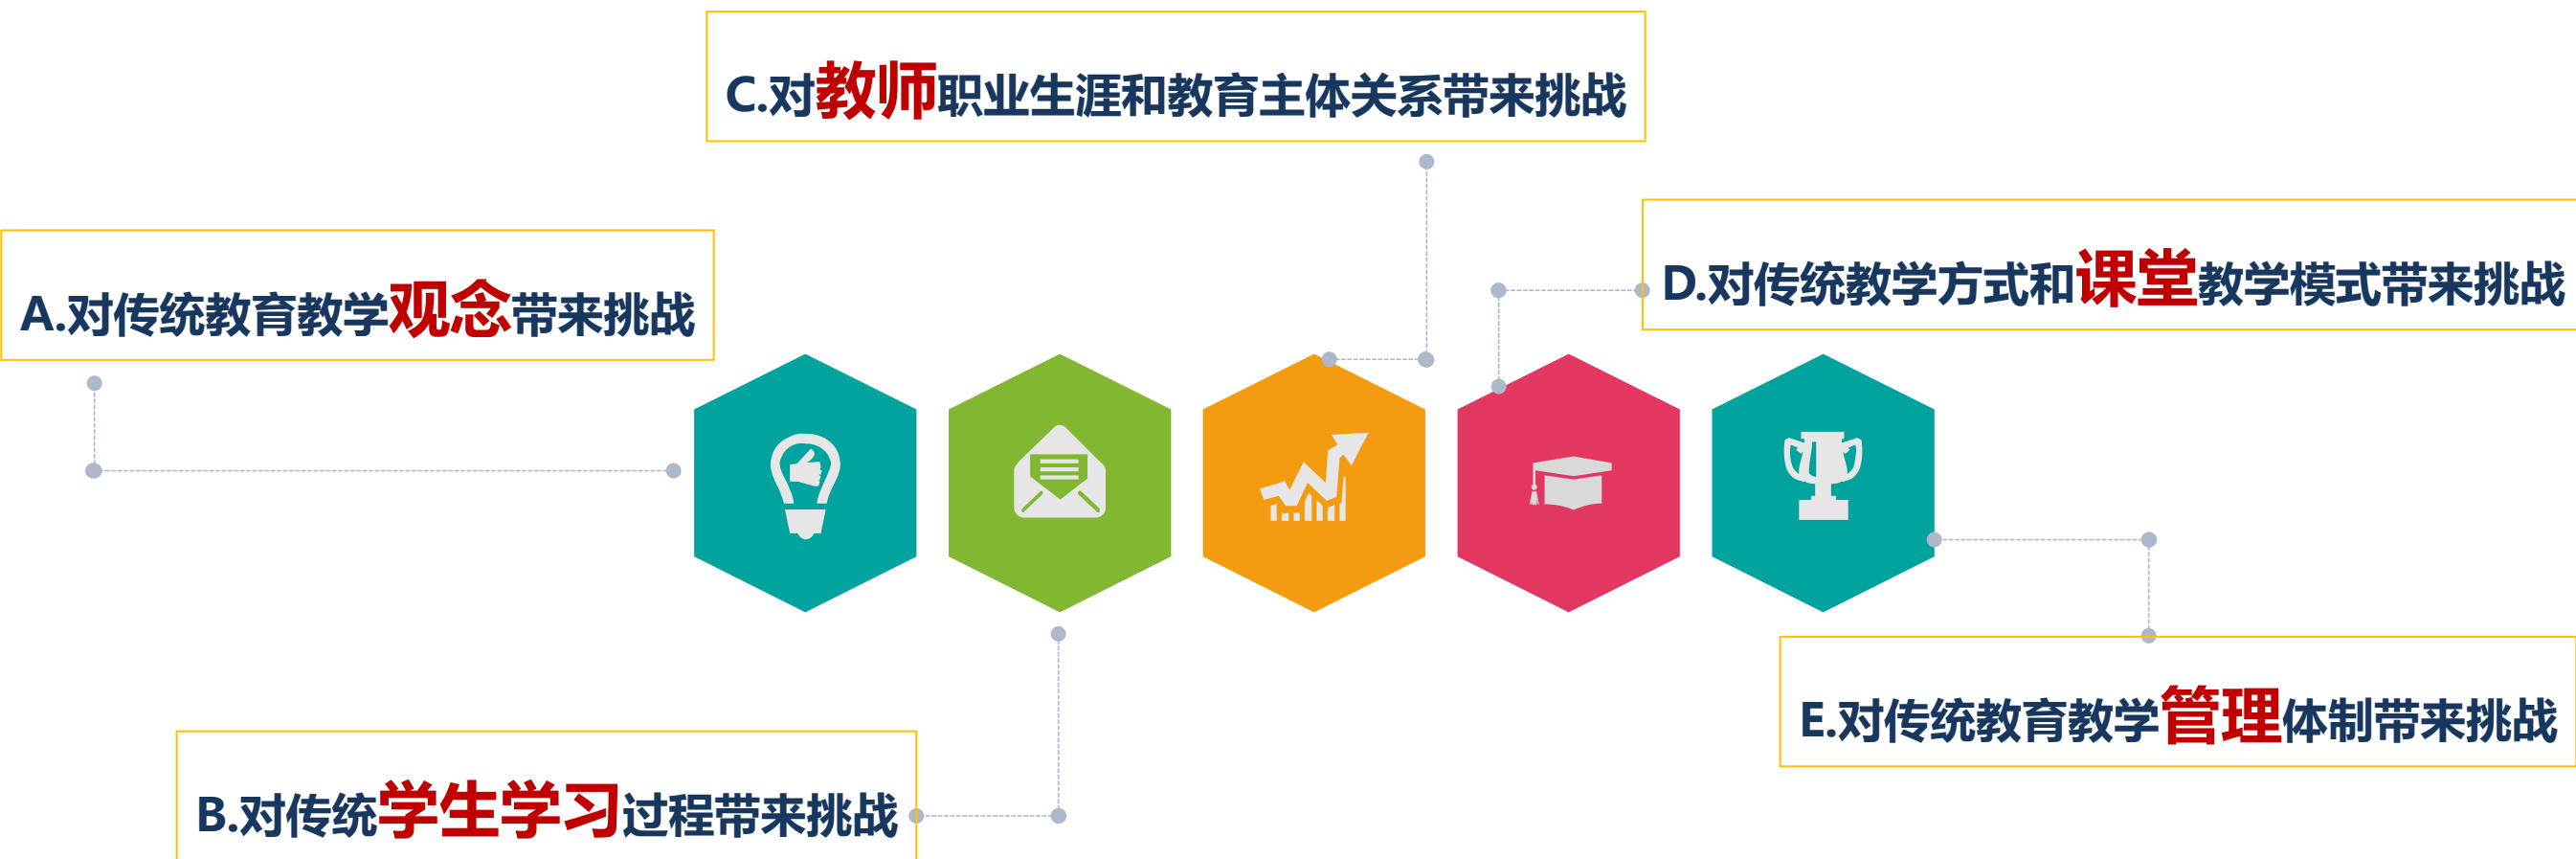 A.对传统教育教学观念带来挑战
B.对传统学生学习过程带来挑战
C.对教师职业生涯和教育主体关系带来挑战
D.对传统教学方式和课堂教学模式带来挑战
E.对传统教育教学管理体制带来挑战